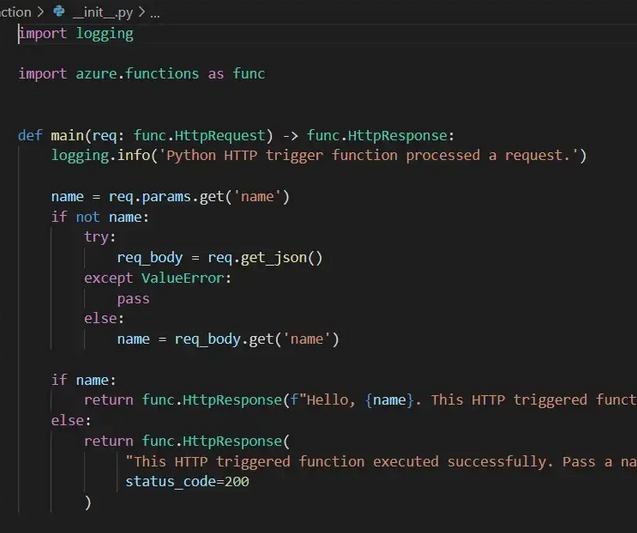 ction > __init__.py > ...
import logging
import azure.functions as func
def main(req: func.HttpRequest) -> func.HttpResponse:
    logging.info('Python HTTP trigger function processed a request.')
    name = req.params.get('name')
    if not name:
        try:
            req_body = req.get_json()
        except ValueError:
            pass
        else:
            name = req_body.get('name')
    if name:
        return func.HttpResponse(f"Hello, {name}. This HTTP triggered funct
    else:
        return func.HttpResponse(
             "This HTTP triggered function executed successfully. Pass a na
             status_code=200
        )